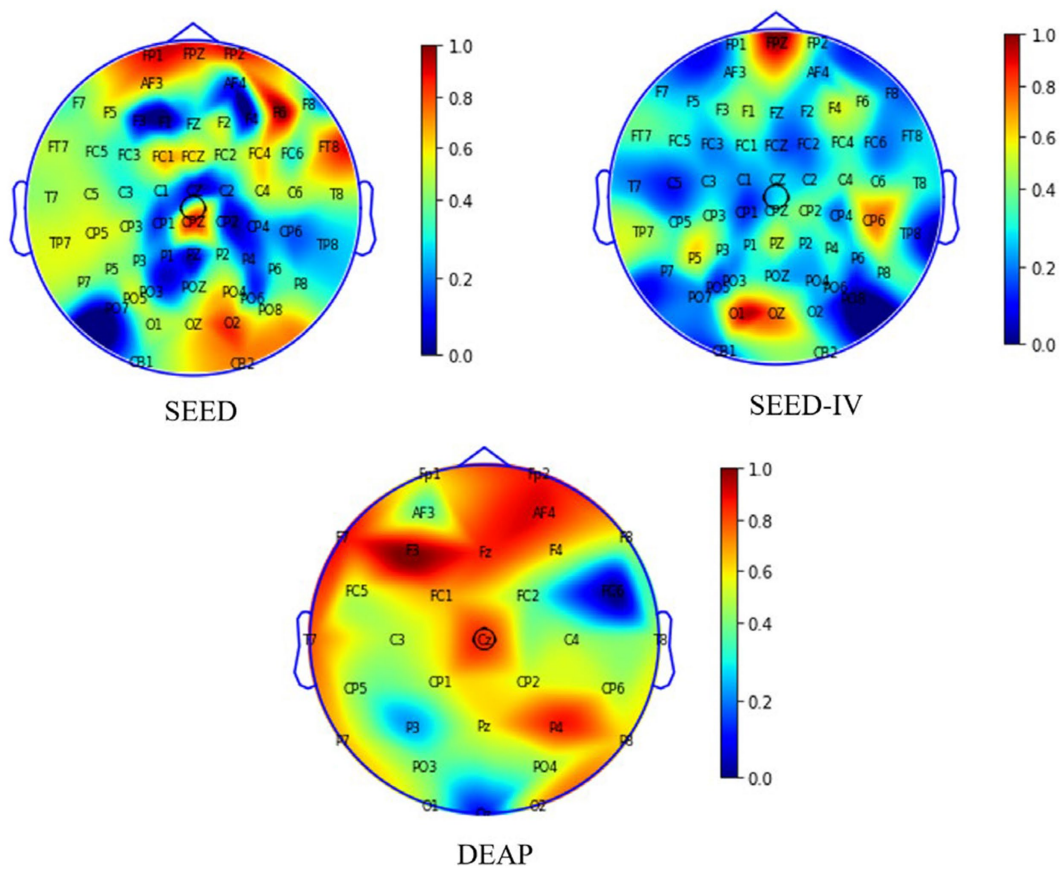 FP1 FPZ FP2
AF3 AF4
F7 F5 F3 F1 FZ F2 F4 F6 F8
FT7 FC5 FC3 FC1 FCZ FC2 FC4 FC6 FT8
T7 C5 C3 C1 CZ C2 C4 C6 T8
TP7 CP5 CP3 CP1 CPZ CP2 CP4 CP6 TP8
P7 P5 P3 P1 PZ P2 P4 P6 P8
PO7 PO5 PO3 POZ PO4 PO6 PO8
O1 OZ O2
CB1 CB2
1.0
0.8
0.6
0.4
0.2
0.0
SEED
FP1 FPZ FP2
AF3 AF4
F7 F5 F3 F1 FZ F2 F4 F6 F8
FT7 FC5 FC3 FC1 FCZ FC2 FC4 FC6 FT8
T7 C5 C3 C1 CZ C2 C4 C6 T8
TP7 CP5 CP3 CP1 CPZ CP2 CP4 CP6 TP8
P7 P5 P3 P1 PZ P2 P4 P6 P8
PO7 PO5 PO3 POZ PO4 PO6 PO8
O1 OZ O2
CB1 CB2
1.0
0.8
0.6
0.4
0.2
0.0
SEED-IV
Fp1 Fp2
AF3 AF4
F7 F3 Fz F4 F8
FC5 FC1 FC2 FC6
T7 C3 Cz C4 T8
CP5 CP1 CP2 CP6
P7 P3 Pz P4 P8
PO3 PO4
O1 Oz O2
1.0
0.8
0.6
0.4
0.2
0.0
DEAP